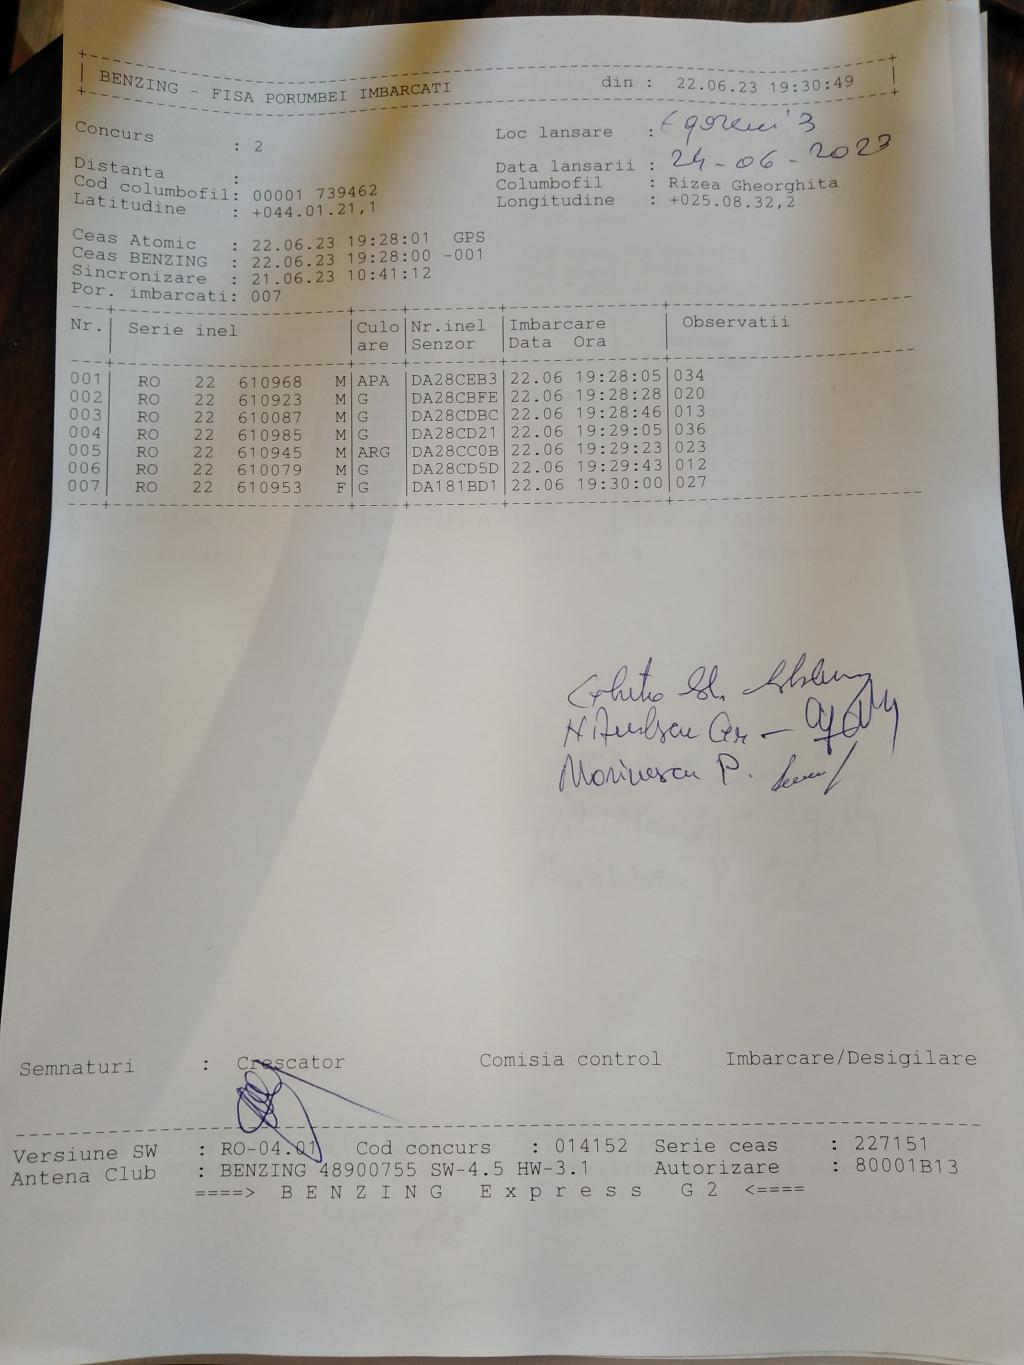 BENZING - FISA PORUMBEI IMBARCATI din : 22.06.23 19:30:49
Concurs : 2 Loc lansare :
Distanta : Data lansarii : 24-06-2023
Cod columbofil: 00001 739462 Columbofil : Rizea Gheorghita
Latitudine : +044.01.21,1 Longitudine : +025.08.32,2
Ceas Atomic : 22.06.23 19:28:01 GPS
Ceas BENZING : 22.06.23 19:28:00 -001
Sincronizare : 21.06.23 10:41:12
Por. imbarcati: 007
Nr. Serie inel Culo Nr.inel Imbarcare Observatii
are Senzor Data Ora
001 RO 22 610968 M APA DA28CEB3 22.06 19:28:05 034
002 RO 22 610923 M G DA28CBFE 22.06 19:28:28 020
003 RO 22 610087 M G DA28CDBC 22.06 19:28:46 013
004 RO 22 610985 M G DA28CD21 22.06 19:29:05 036
005 RO 22 610945 M ARG DA28CC0B 22.06 19:29:23 023
006 RO 22 610079 M G DA28CD5D 22.06 19:29:43 012
007 RO 22 610953 F G DA181BD1 22.06 19:30:00 027
Marinescu P.
Semnaturi : Crescator Comisia control Imbarcare/Desigilare
Versiune SW : RO-04.01 Cod concurs : 014152 Serie ceas : 227151
Antena Club : BENZING 48900755 SW-4.5 HW-3.1 Autorizare : 80001B13
====> B E N Z I N G E x p r e s s G 2 <====